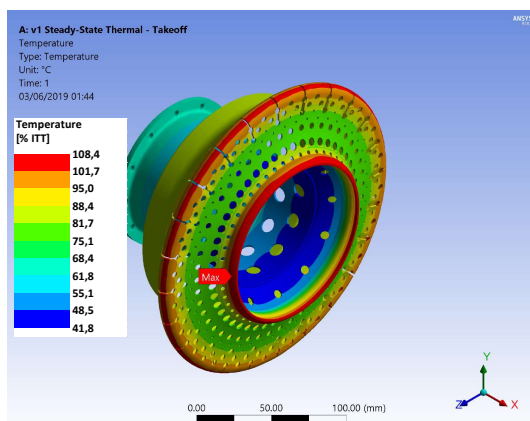 ANSYS
A: v1 Steady-State Thermal - Takeoff
Temperature
Type: Temperature
Unit: °C
Time: 1
03/06/2019 01:44
Temperature
[% ITT]
108,4
101,7
95,0
88,4
81,7
75,1
68,4
61,8
55,1
48,5
41,8
Max
Y
Z
X
0.00 50.00 100.00 (mm)